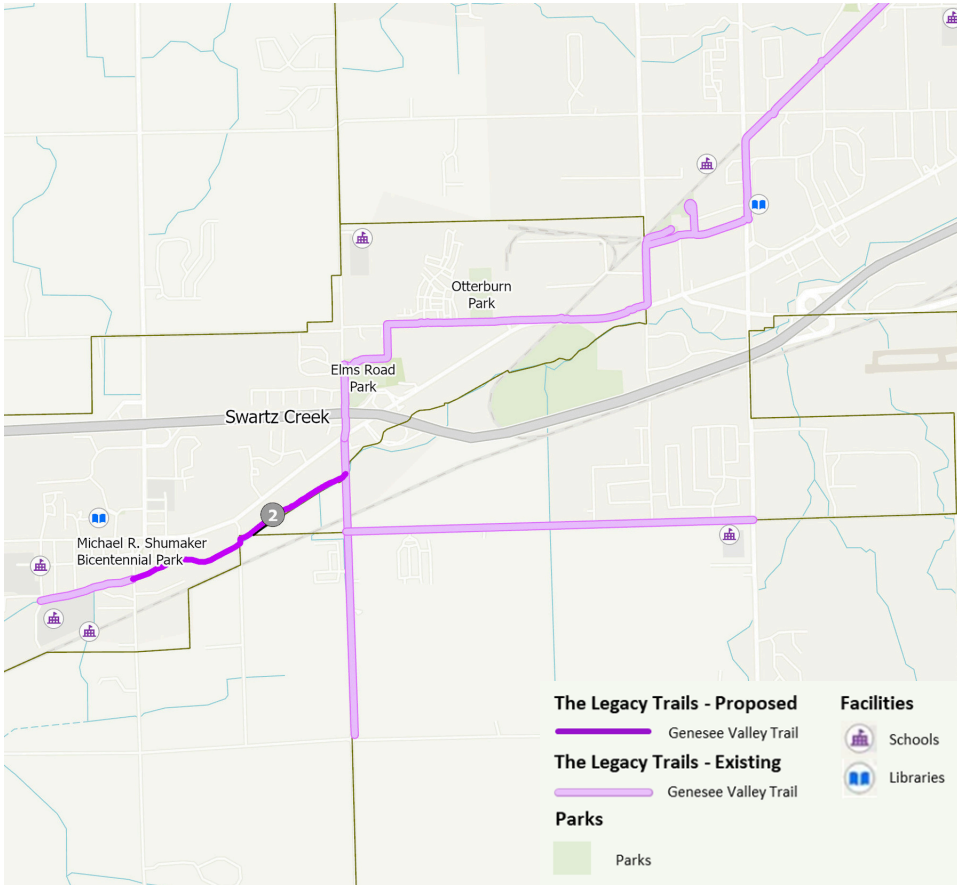 Otterburn
Park
Elms Road
Park
Swartz Creek
2
Michael R. Shumaker
Bicentennial Park
The Legacy Trails - Proposed
Genesee Valley Trail
The Legacy Trails - Existing
Genesee Valley Trail
Parks
Parks
Facilities
Schools
Libraries